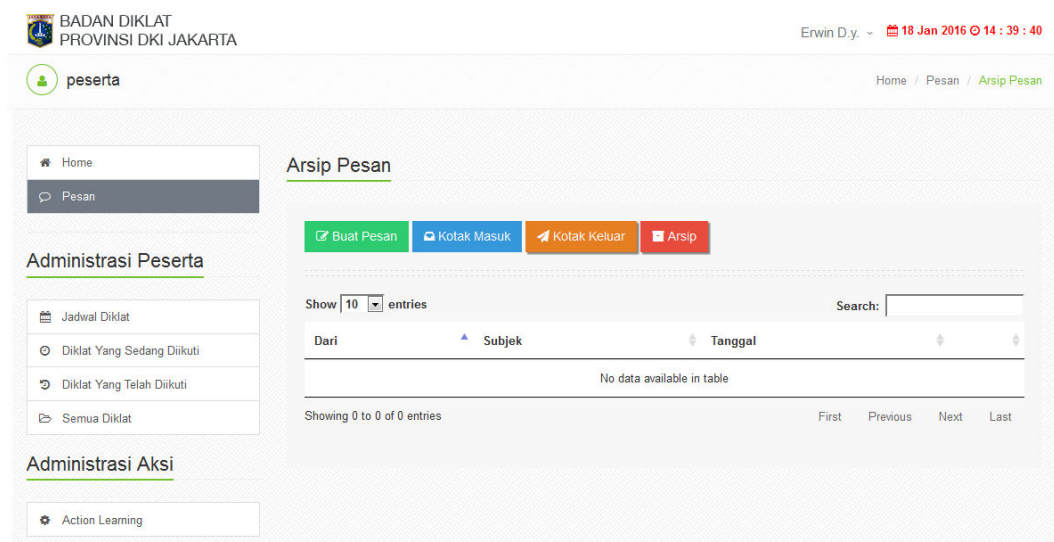 BADAN DIKLAT
PROVINSI DKI JAKARTA
Erwin D.y. 18 Jan 2016 14 : 39 : 40
peserta
Home / Pesan / Arsip Pesan
Home
Pesan
Administrasi Peserta
Jadwal Diklat
Diklat Yang Sedang Diikuti
Diklat Yang Telah Diikuti
Semua Diklat
Administrasi Aksi
Action Learning
Arsip Pesan
Buat Pesan Kotak Masuk Kotak Keluar Arsip
Show 10 entries Search:
Dari Subjek Tanggal
No data available in table
Showing 0 to 0 of 0 entries First Previous Next Last